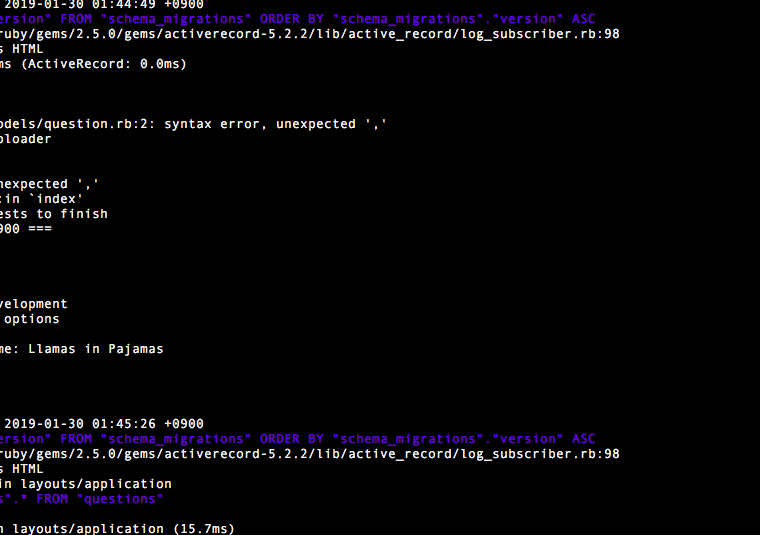 2019-01-30 01:44:49 +0900
ersion" FROM "schema_migrations" ORDER BY "schema_migrations"."version" ASC
ruby/gems/2.5.0/gems/activerecord-5.2.2/lib/active_record/log_subscriber.rb:98
s HTML
ms (ActiveRecord: 0.0ms)
odels/question.rb:2: syntax error, unexpected ','
ploader
nexpected ','
:in `index'
ests to finish
900 ===
velopment
options
me: Llamas in Pajamas
2019-01-30 01:45:26 +0900
ersion" FROM "schema_migrations" ORDER BY "schema_migrations"."version" ASC
ruby/gems/2.5.0/gems/activerecord-5.2.2/lib/active_record/log_subscriber.rb:98
s HTML
in layouts/application
s".* FROM "questions"
n layouts/application (15.7ms)